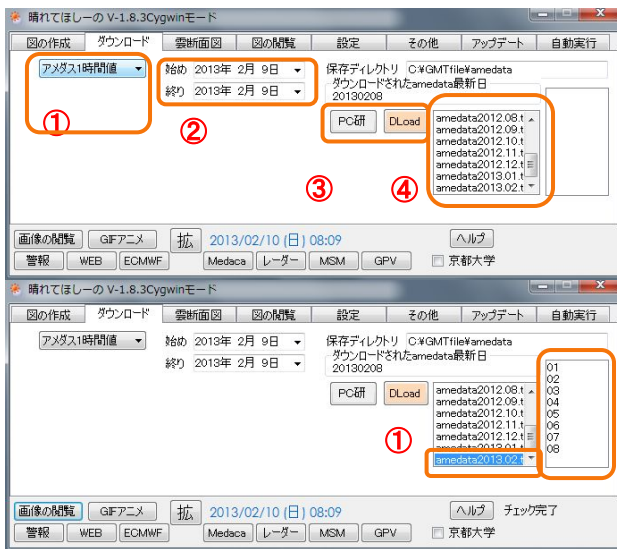 晴れてほしーの V-1.8.3Cygwinモード
図の作成 ダウンロード 雲断面図 図の閲覧 設定 その他 アップデート 自動実行
アメダス1時間値 始め 2013年 2月 9日 保存ディレクトリ C:¥GMTfile¥amedata
終り 2013年 2月 9日 ダウンロードされたamedata最新日
20130208
① ② PC研 DLoad amedata2012.08.t
amedata2012.09.t
amedata2012.10.t
amedata2012.11.t
amedata2012.12.t
amedata2013.01.t
amedata2013.02.t
③ ④
画像の閲覧 GIFアニメ 拡 2013/02/10 (日) 08:09 ヘルプ
警報 WEB ECMWF Medaca レーダー MSM GPV 京都大学
晴れてほしーの V-1.8.3Cygwinモード
図の作成 ダウンロード 雲断面図 図の閲覧 設定 その他 アップデート 自動実行
アメダス1時間値 始め 2013年 2月 9日 保存ディレクトリ C:¥GMTfile¥amedata
終り 2013年 2月 9日 ダウンロードされたamedata最新日
20130208
PC研 DLoad amedata2012.08.t
amedata2012.09.t
amedata2012.10.t
amedata2012.11.t
amedata2012.12.t
amedata2013.01.t
amedata2013.02.t
①
01
02
03
04
05
06
07
08
画像の閲覧 GIFアニメ 拡 2013/02/10 (日) 08:09 ヘルプ チェック完了
警報 WEB ECMWF Medaca レーダー MSM GPV 京都大学